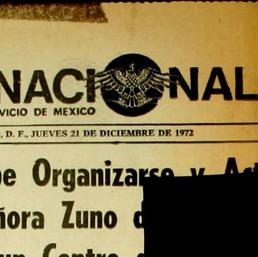 NACIONAL
VICIO DE MEXICO
D. F., JUEVES 21 DE DICIEMBRE DE 1972
be Organizarse y
ñora Zuno d
un Centro